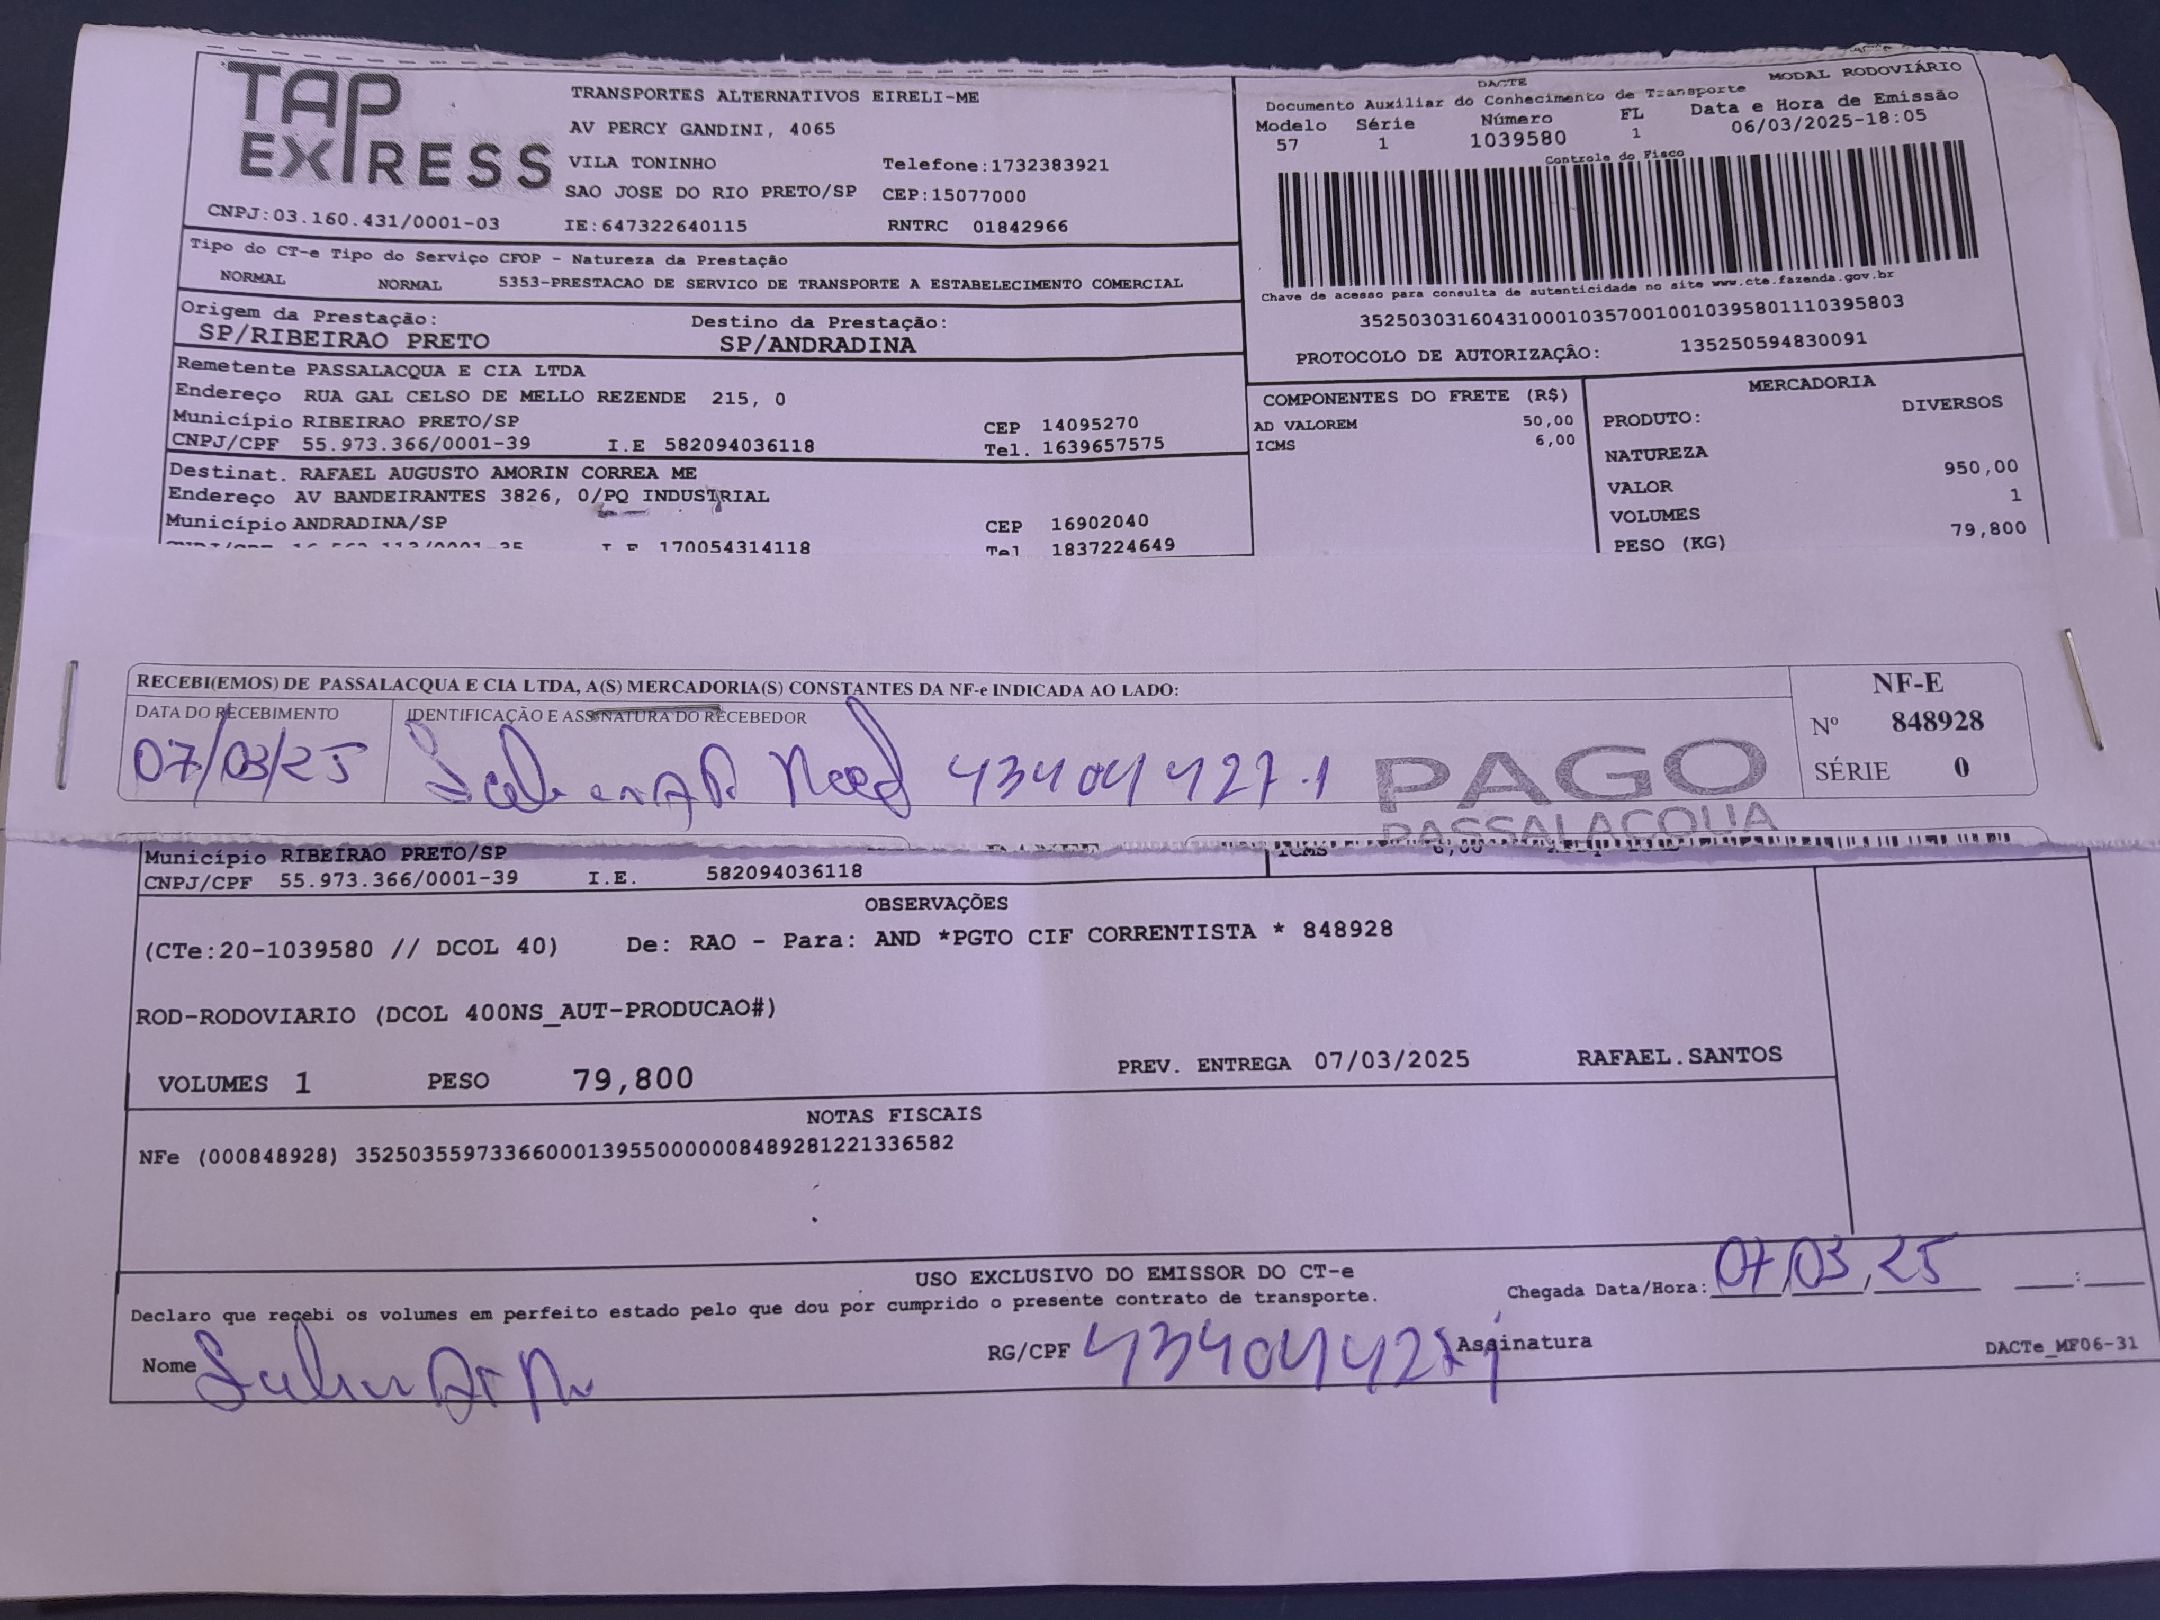 TAP EXPRESS
TRANSPORTES ALTERNATIVOS EIRELI-ME
AV PERCY GANDINI, 4065
VILA TONINHO Telefone:1732383921
SAO JOSE DO RIO PRETO/SP CEP:15077000
CNPJ:03.160.431/0001-03 IE:647322640115 RNTRC 01842966
DACTE MODAL RODOVIÁRIO
Documento Auxiliar do Conhecimento de Transporte
Modelo Série Número FL Data e Hora de Emissão
57 1 1039580 1 06/03/2025-18:05
Controle do Fisco
Chave de acesso para consulta de autenticidade no site www.cte.fazenda.gov.br
35250303160431000103570010010395801110395803
PROTOCOLO DE AUTORIZAÇÃO: 135250594830091
Tipo do CT-e Tipo do Serviço CFOP - Natureza da Prestação
NORMAL NORMAL 5353-PRESTACAO DE SERVICO DE TRANSPORTE A ESTABELECIMENTO COMERCIAL
Origem da Prestação: Destino da Prestação:
SP/RIBEIRAO PRETO SP/ANDRADINA
Remetente PASSALACQUA E CIA LTDA
Endereço RUA GAL CELSO DE MELLO REZENDE 215, 0
Município RIBEIRAO PRETO/SP CEP 14095270
CNPJ/CPF 55.973.366/0001-39 I.E 582094036118 Tel. 1639657575
Destinat. RAFAEL AUGUSTO AMORIN CORREA ME
Endereço AV BANDEIRANTES 3826, 0/PQ INDUSTRIAL
Município ANDRADINA/SP CEP 16902040
I.E 170054314118 Tel 1837224649
COMPONENTES DO FRETE (R$)
AD VALOREM 50,00
ICMS 6,00
MERCADORIA
PRODUTO: DIVERSOS
NATUREZA
VALOR 950,00
VOLUMES 1
PESO (KG) 79,800
RECEBI(EMOS) DE PASSALACQUA E CIA LTDA, A(S) MERCADORIA(S) CONSTANTES DA NF-e INDICADA AO LADO:
DATA DO RECEBIMENTO IDENTIFICAÇÃO E ASSINATURA DO RECEBEDOR
07/03/25 43404427-1
NF-E
Nº 848928
SÉRIE 0
PAGO
PASSALACQUA
Município RIBEIRAO PRETO/SP
CNPJ/CPF 55.973.366/0001-39 I.E. 582094036118
ICMS 6,00
OBSERVAÇÕES
(CTe:20-1039580 // DCOL 40) De: RAO - Para: AND *PGTO CIF CORRENTISTA * 848928
ROD-RODOVIARIO (DCOL 400NS_AUT-PRODUCAO#)
VOLUMES 1 PESO 79,800 PREV. ENTREGA 07/03/2025 RAFAEL.SANTOS
NOTAS FISCAIS
NFe (000848928) 35250355973366000139550000008489281221336582
USO EXCLUSIVO DO EMISSOR DO CT-e
Declaro que recebi os volumes em perfeito estado pelo que dou por cumprido o presente contrato de transporte.
Chegada Data/Hora: 07/03/25 __:__
Nome RG/CPF 43404427-1 Assinatura
DACTe_MF06-31